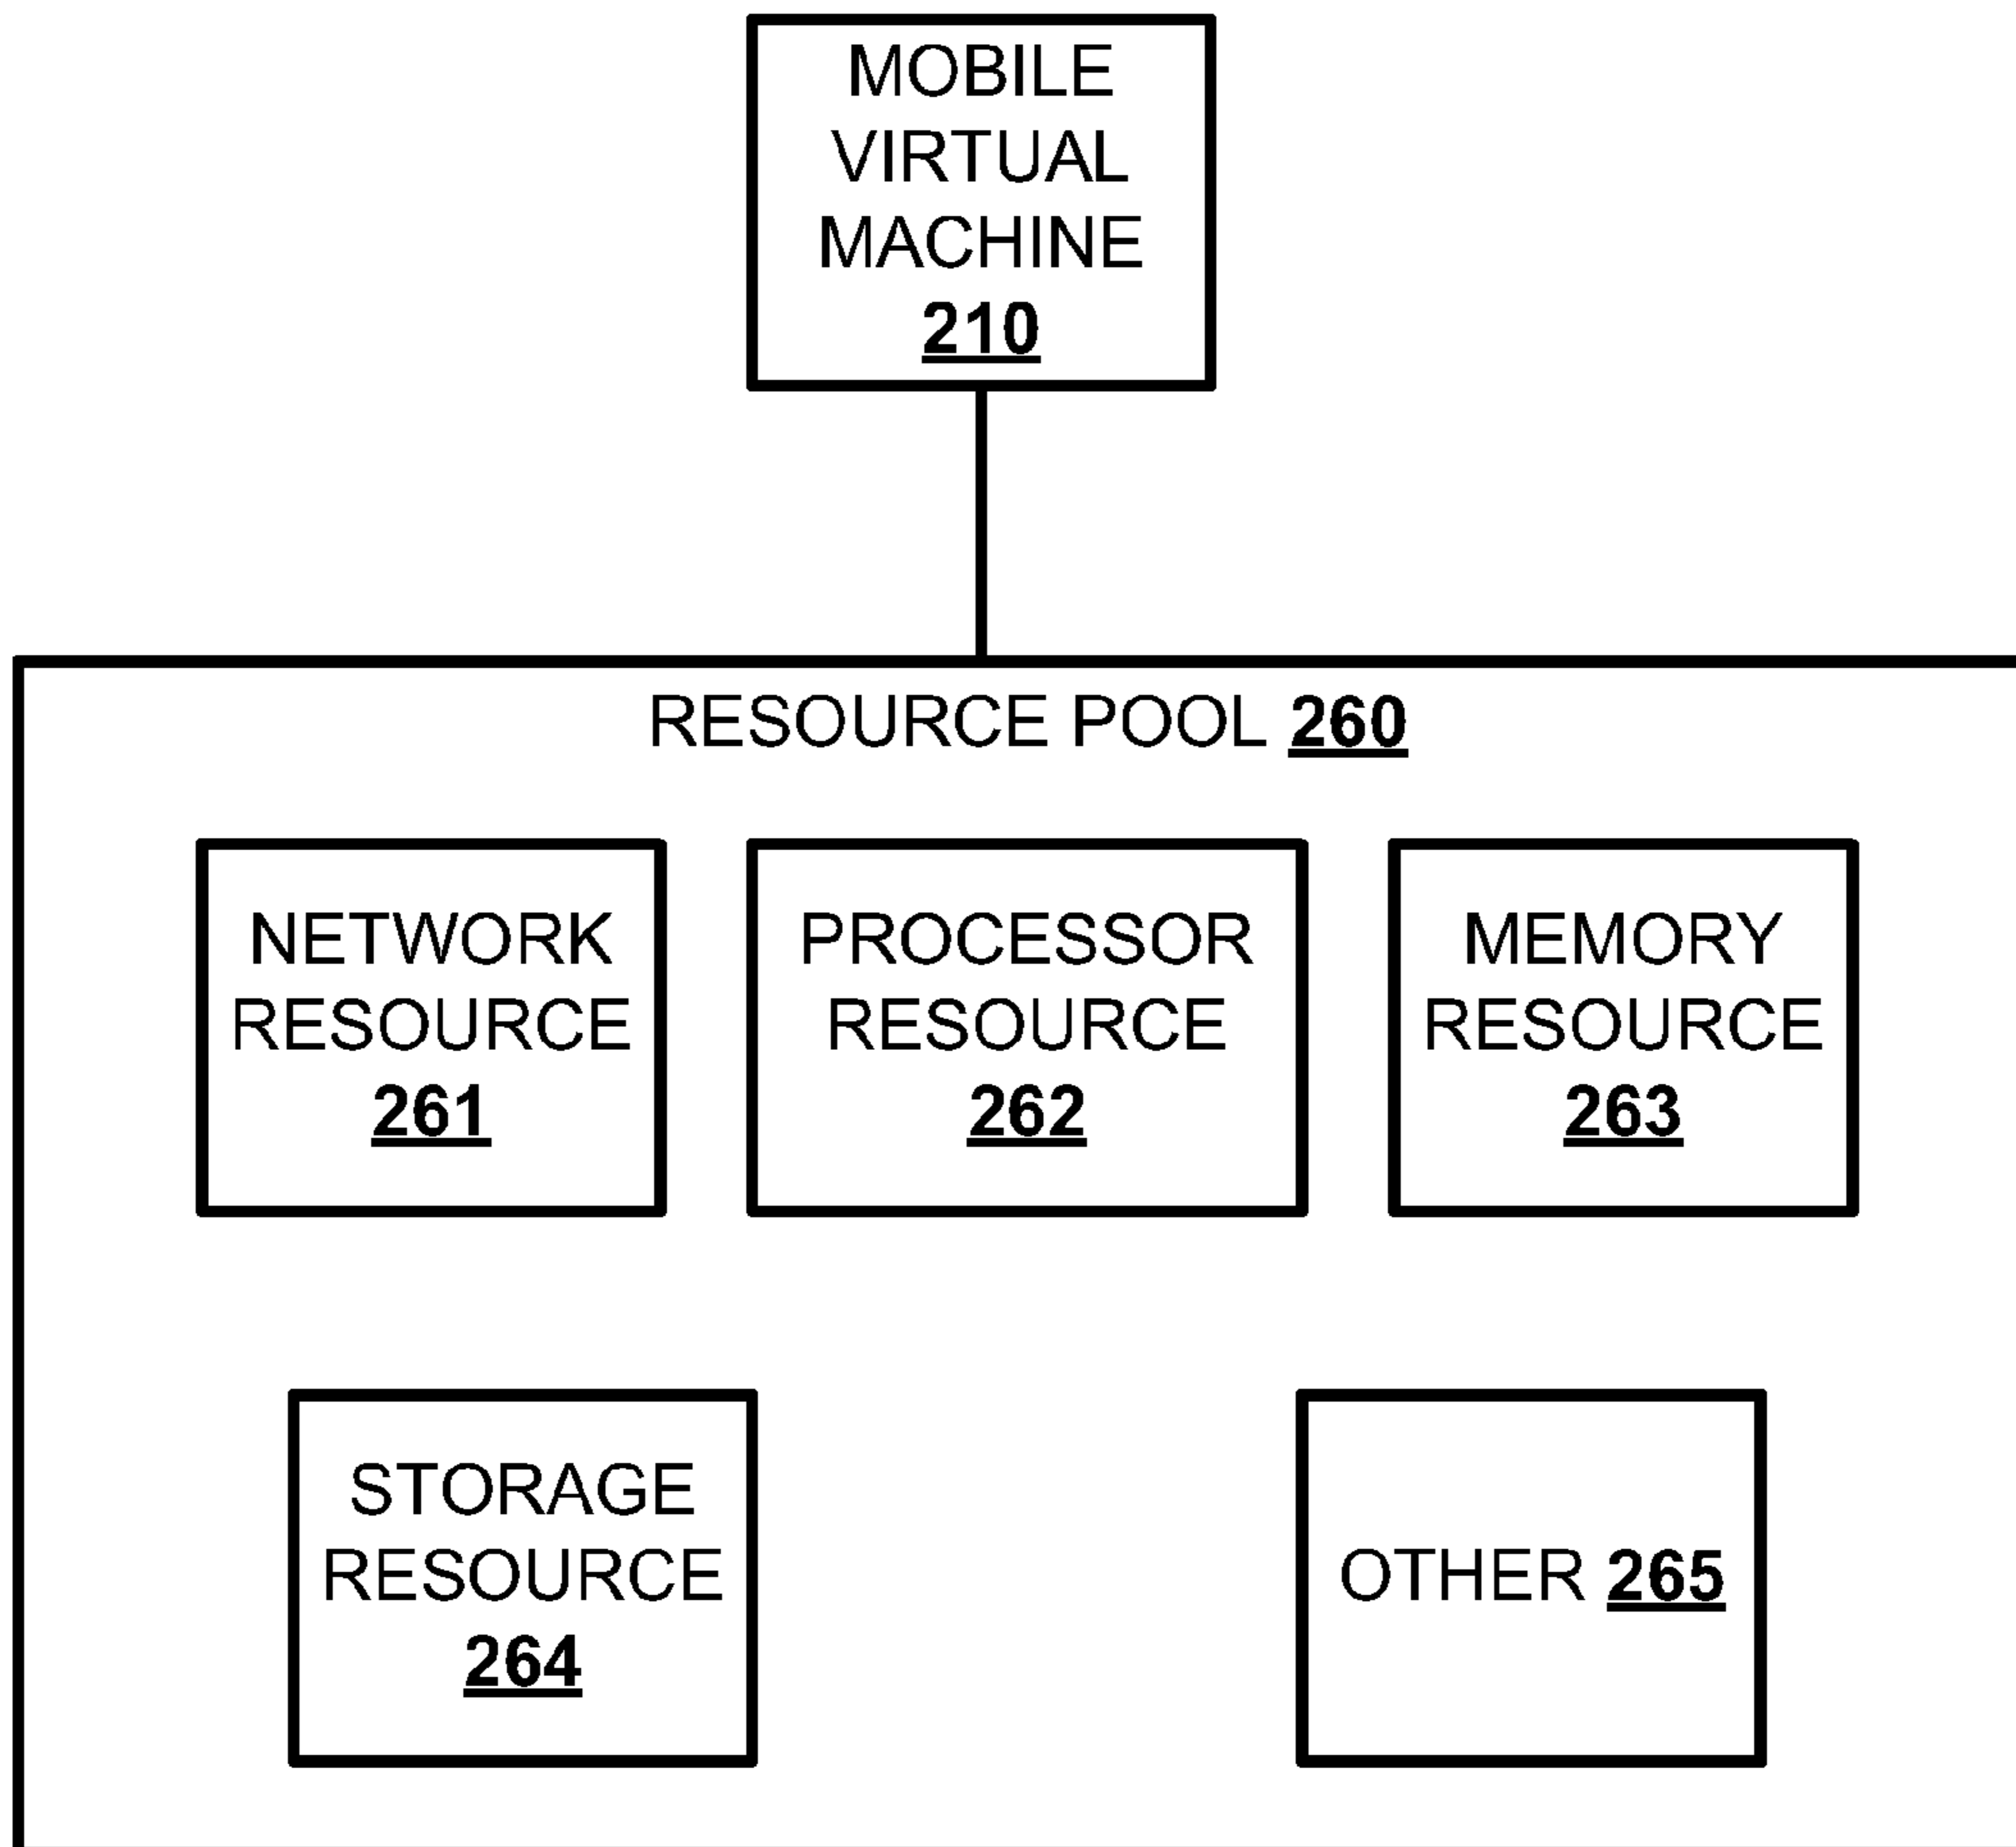 MOBILE
VIRTUAL
MACHINE
210
RESOURCE POOL 260
NETWORK
RESOURCE
261
PROCESSOR
RESOURCE
262
MEMORY
RESOURCE
263
STORAGE
RESOURCE
264
OTHER 265